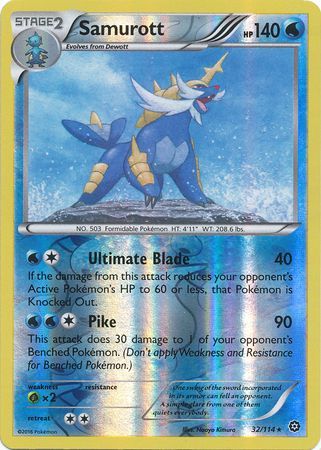 STAGE2
Samurott
HP 140
Evolves from Dewott
NO. 503 Formidable Pokémon HT: 4'11" WT: 208.6 lbs.
Ultimate Blade 40
If the damage from this attack reduces your opponent's
Active Pokémon's HP to 60 or less, that Pokémon is
Knocked Out.
Pike 90
This attack does 30 damage to 1 of your opponent's
Benched Pokémon. (Don't apply Weakness and Resistance
for Benched Pokémon.)
weakness resistance
×2
retreat
One swing of the sword incorporated
in its armor can fell an opponent.
A simple glare from one of them
quiets everybody.
©2016 Pokémon
Illus. Naoyo Kimura
32/114 ★